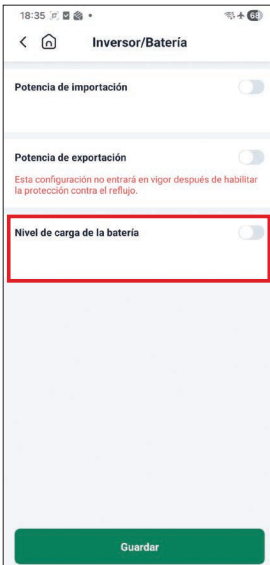 18:35
68
Inversor/Batería
Potencia de importación
Potencia de exportación
Esta configuración no entrará en vigor después de habilitar
la protección contra el reflujo.
Nivel de carga de la batería
Guardar